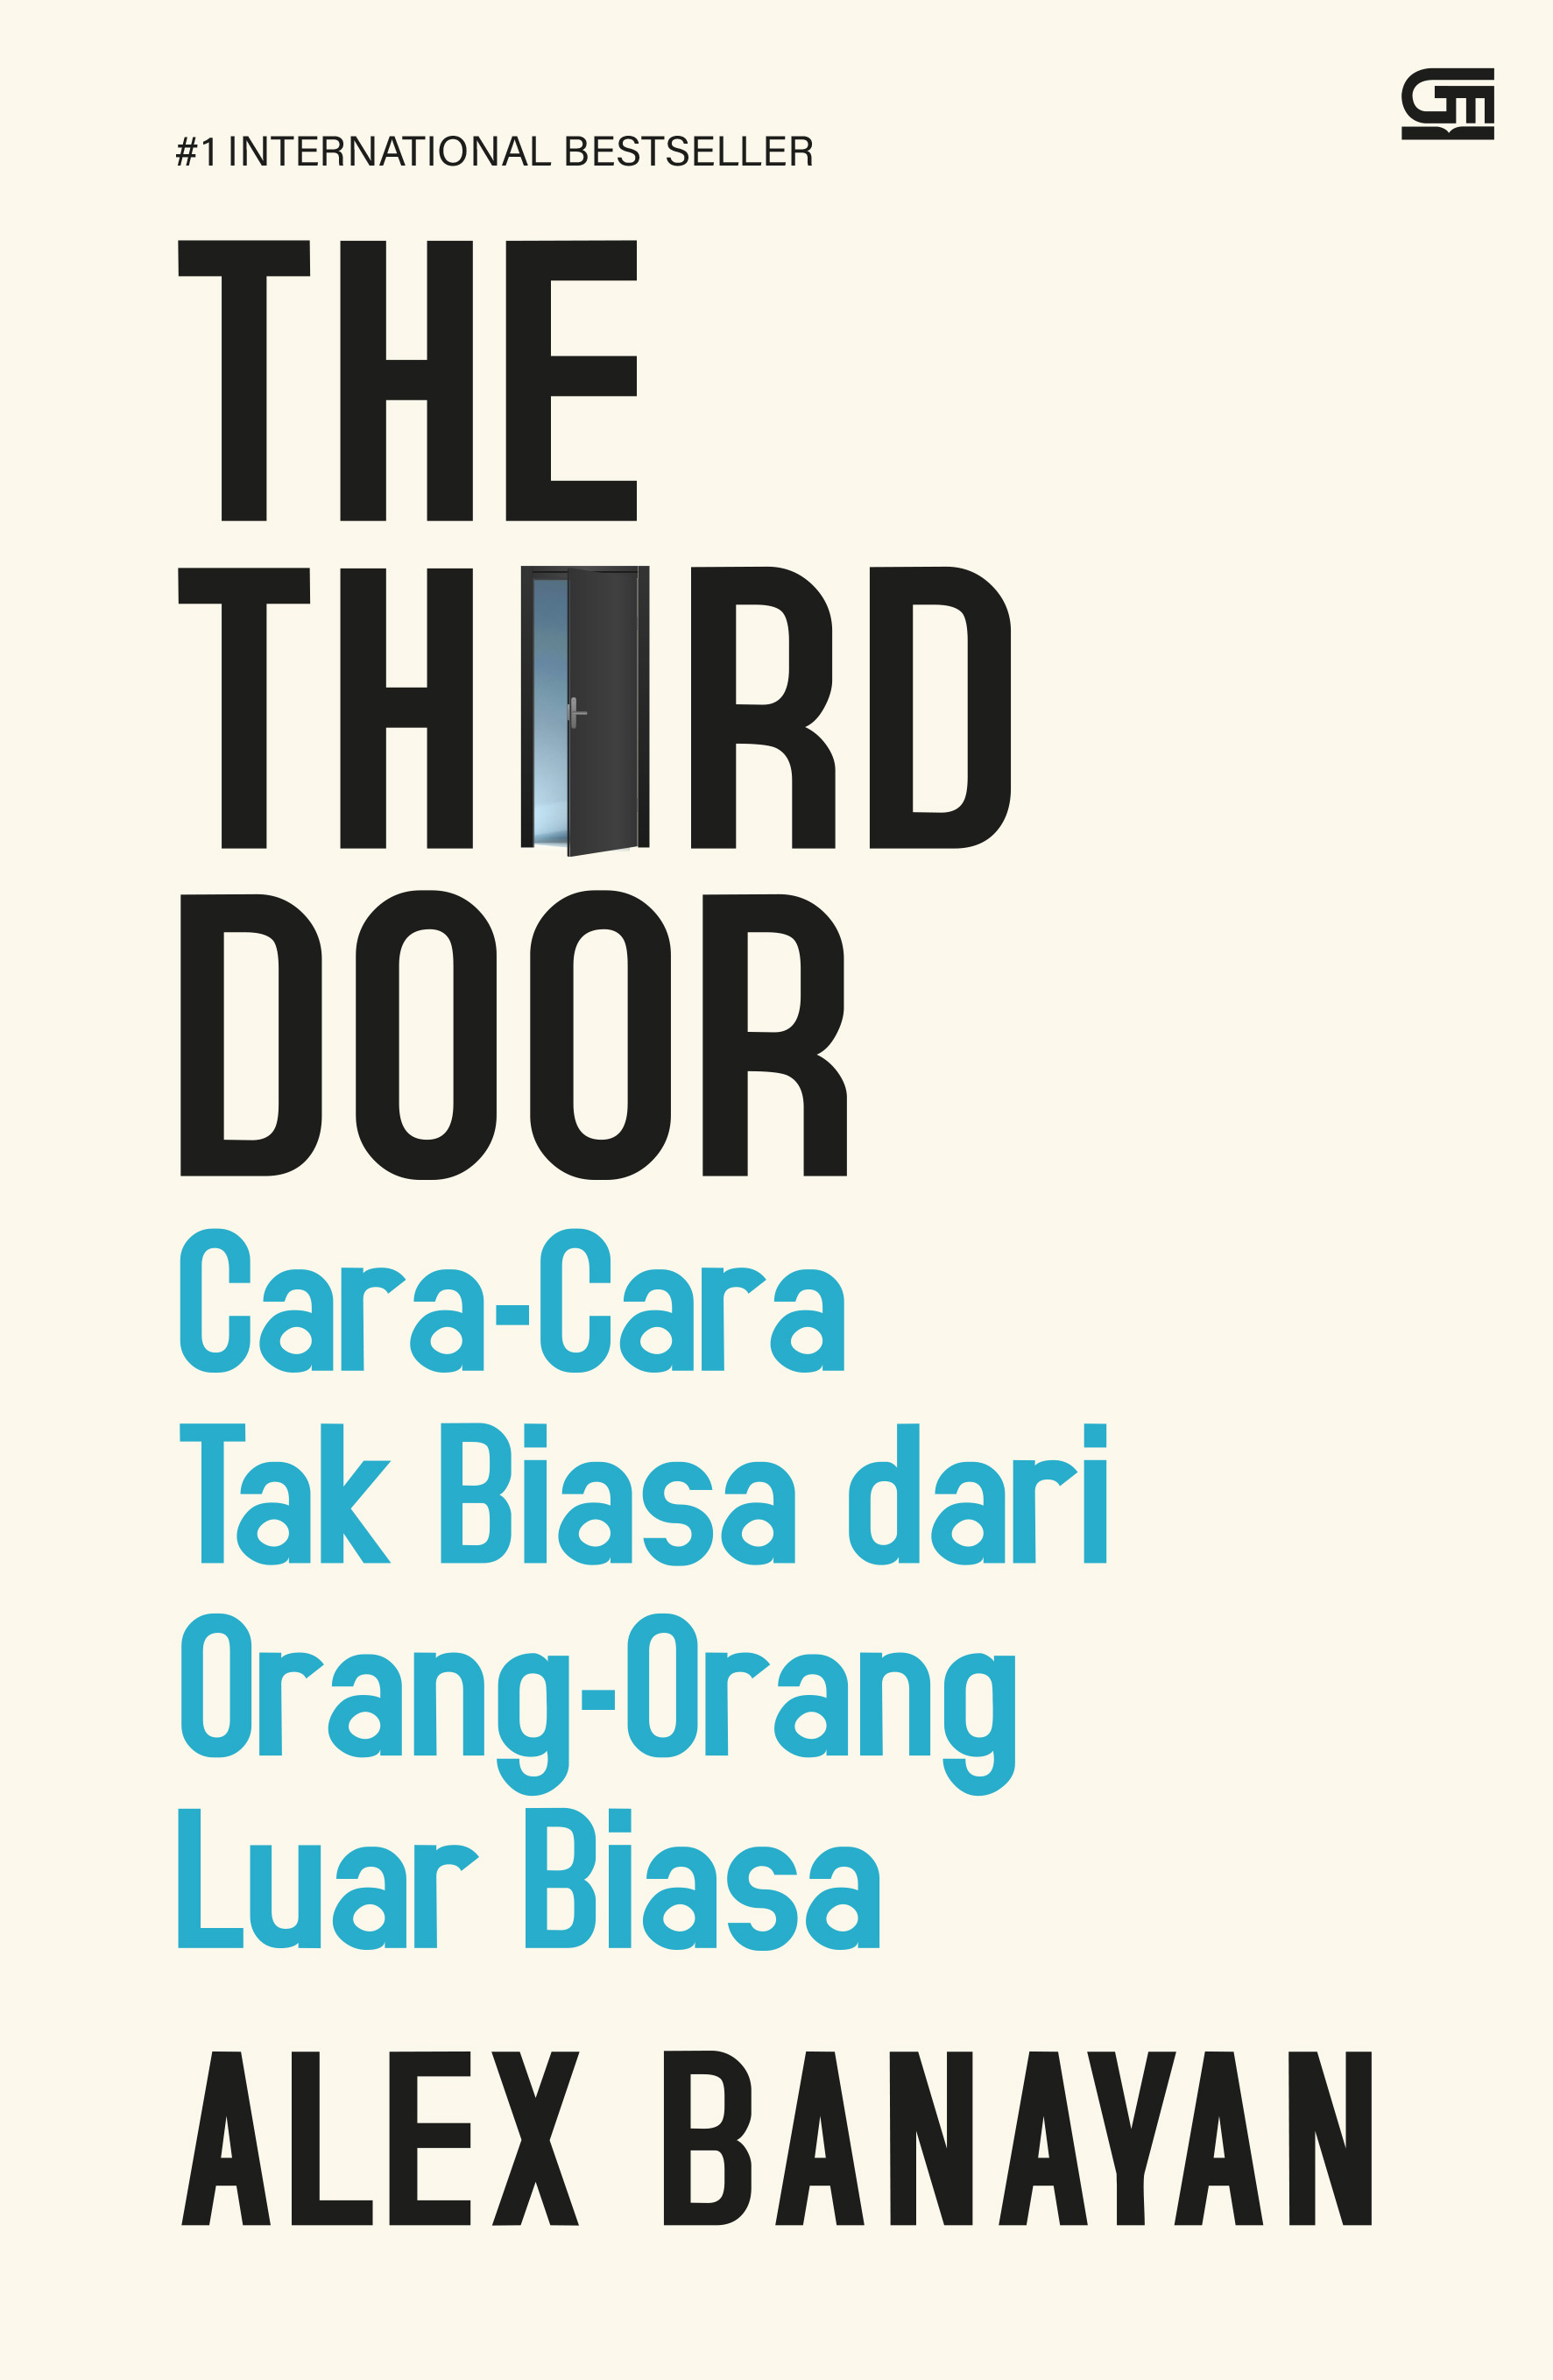 #1 INTERNATIONAL BESTSELLER
THE
THIRD
DOOR
Cara-Cara
Tak Biasa dari
Orang-Orang
Luar Biasa
ALEX BANAYAN